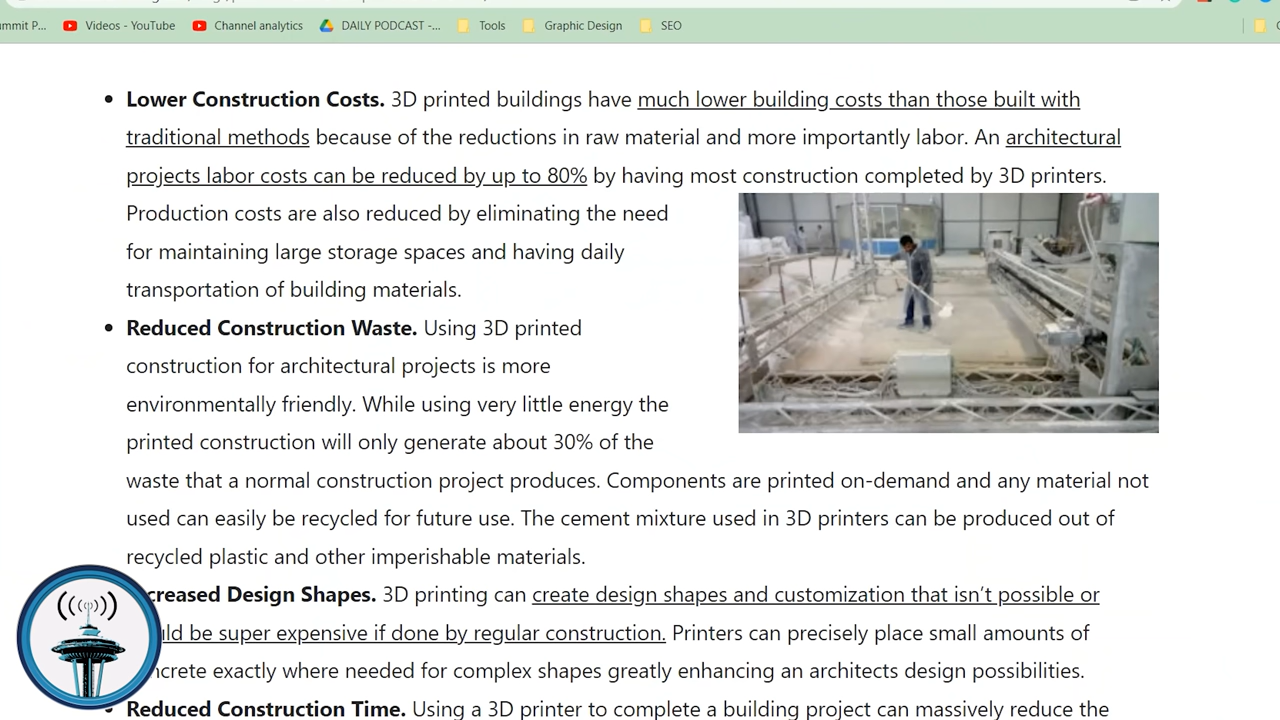 ummit P...
Videos - YouTube
Channel analytics
DAILY PODCAST -...
Tools
Graphic Design
SEO
Lower Construction Costs. 3D printed buildings have much lower building costs than those built with
traditional methods because of the reductions in raw material and more importantly labor. An architectural
projects labor costs can be reduced by up to 80% by having most construction completed by 3D printers.
Production costs are also reduced by eliminating the need
for maintaining large storage spaces and having daily
transportation of building materials.
Reduced Construction Waste. Using 3D printed
construction for architectural projects is more
environmentally friendly. While using very little energy the
printed construction will only generate about 30% of the
waste that a normal construction project produces. Components are printed on-demand and any material not
used can easily be recycled for future use. The cement mixture used in 3D printers can be produced out of
recycled plastic and other imperishable materials.
creased Design Shapes. 3D printing can create design shapes and customization that isn't possible or
uld be super expensive if done by regular construction. Printers can precisely place small amounts of
ncrete exactly where needed for complex shapes greatly enhancing an architects design possibilities.
Reduced Construction Time. Using a 3D printer to complete a building project can massively reduce the